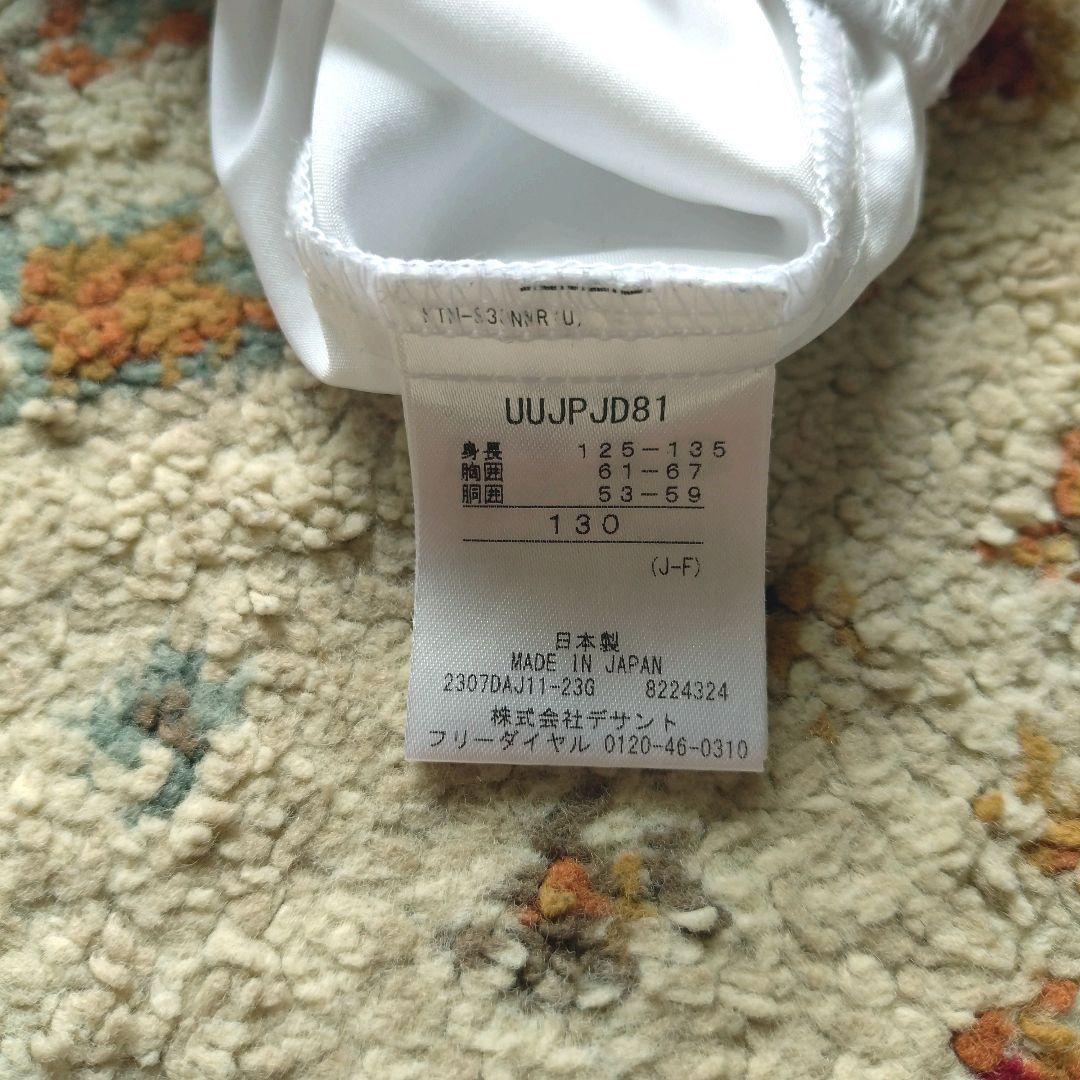 UUJPJD81
身長 125-135
胸囲 61-67
胴囲 53-59
130
(J-F)
日本製
MADE IN JAPAN
2307DAJ11-23G 8224324
株式会社デサント
フリーダイヤル 0120-46-0310